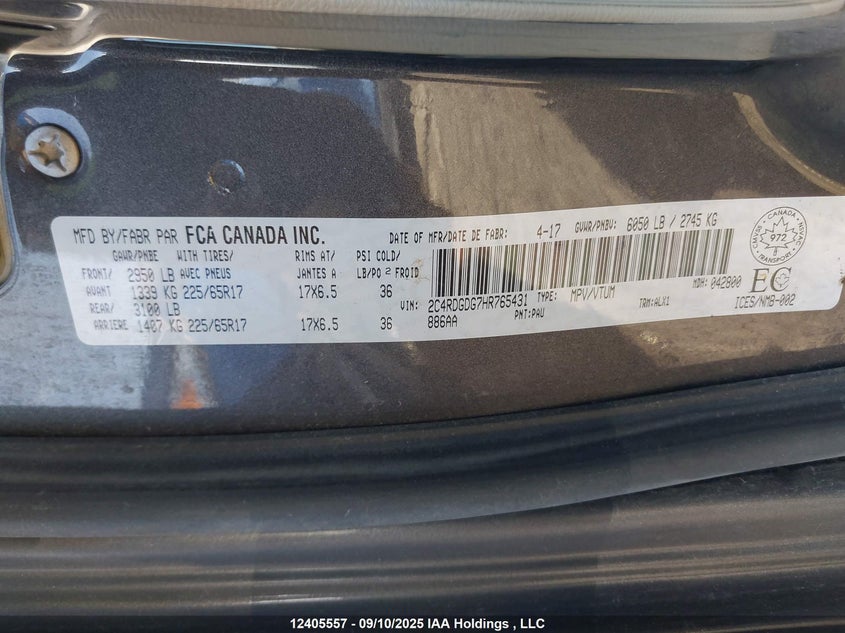 MFD BY/FABR PAR FCA CANADA INC. DATE OF MFR/DATE DE FABR: 4-17 GVWR/PNBV: 6050 LB / 2745 KG
GAWR/PNBE WITH TIRES/ RIMS AT/ PSI COLD/
FRONT/ 2950 LB AVEC PNEUS JANTES A LB/PO 2 FROID
AVANT 1339 KG 225/65R17 17X6.5 36
REAR/ 3100 LB
ARRIERE 1407 KG 225/65R17 17X6.5 36
VIN: 2C4RDGDG7HR765431 TYPE: MPV/VTUM MDH: 042800
886AA PNT:PAU TRM:ALX1
CANADA
972
TRANSPORT
EC
ICES/NMB-002
12405557 - 09/10/2025 IAA Holdings , LLC